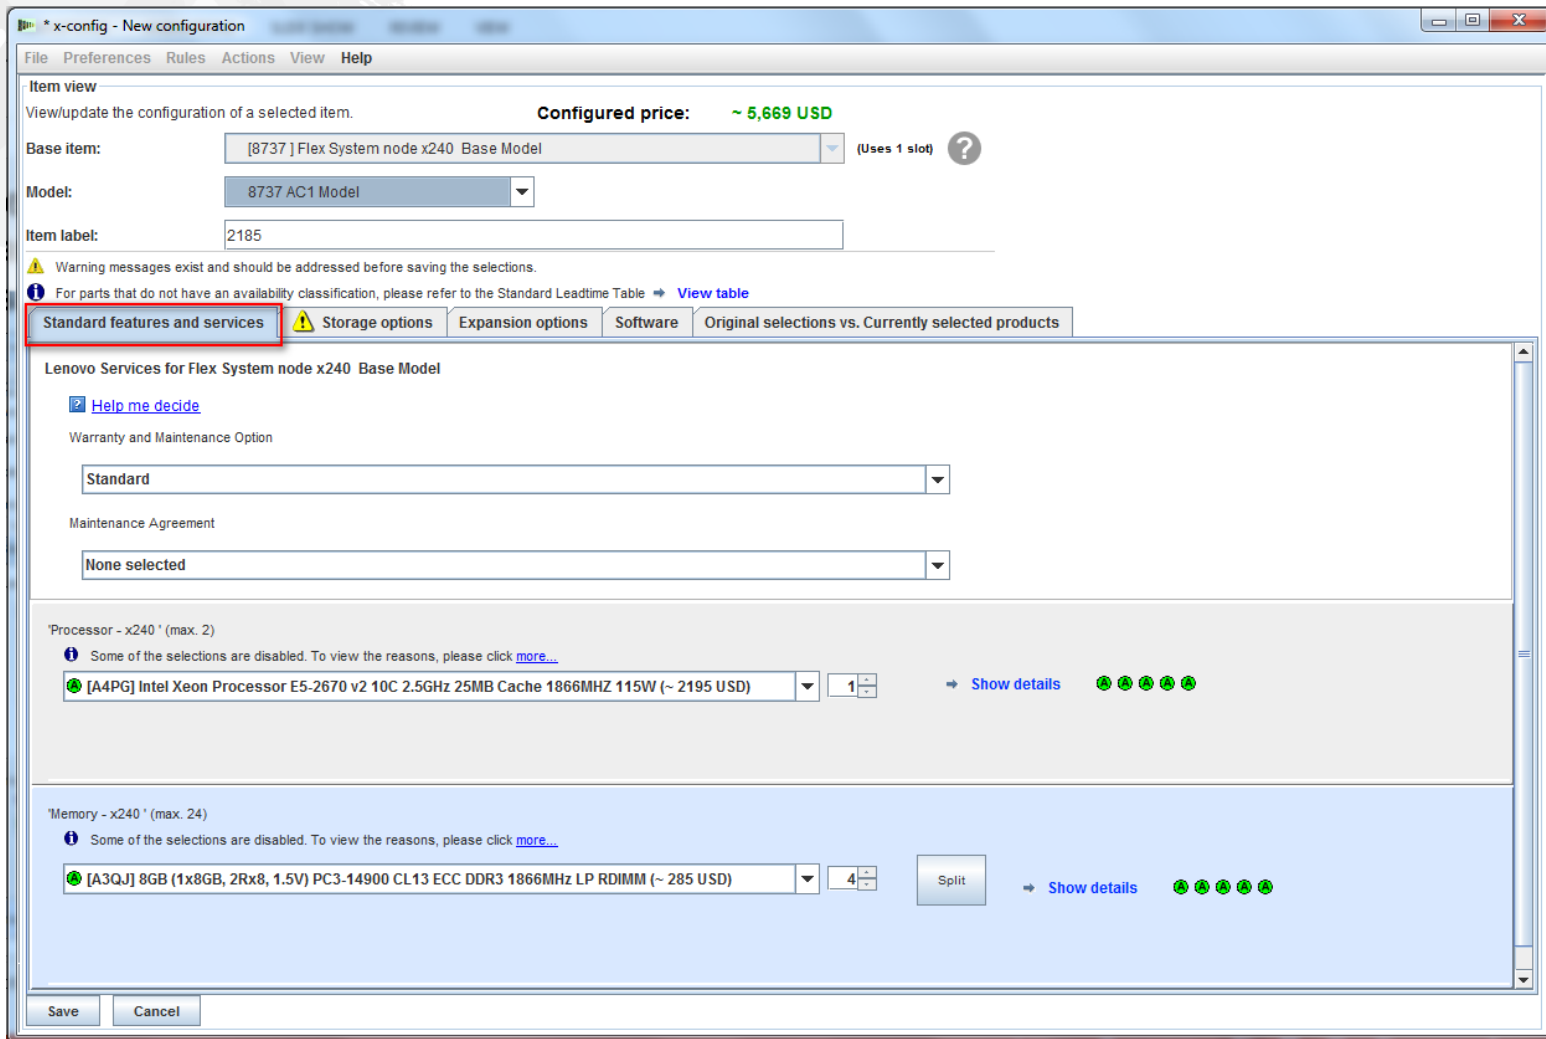 * x-config - New configuration
File Preferences Rules Actions View Help
Item view
View/update the configuration of a selected item. Configured price: ~ 5,669 USD
Base item: [8737 ] Flex System node x240 Base Model (Uses 1 slot) ?
Model: 8737 AC1 Model
Item label: 2185
Warning messages exist and should be addressed before saving the selections.
For parts that do not have an availability classification, please refer to the Standard Leadtime Table View table
Standard features and services Storage options Expansion options Software Original selections vs. Currently selected products
Lenovo Services for Flex System node x240 Base Model
Help me decide
Warranty and Maintenance Option
Standard
Maintenance Agreement
None selected
'Processor - x240 ' (max. 2)
Some of the selections are disabled. To view the reasons, please click more...
A [A4PG] Intel Xeon Processor E5-2670 v2 10C 2.5GHz 25MB Cache 1866MHZ 115W (~ 2195 USD) 1 Show details A A A A A
'Memory - x240 ' (max. 24)
Some of the selections are disabled. To view the reasons, please click more...
A [A3QJ] 8GB (1x8GB, 2Rx8, 1.5V) PC3-14900 CL13 ECC DDR3 1866MHz LP RDIMM (~ 285 USD) 4 Split Show details A A A A A
Save Cancel